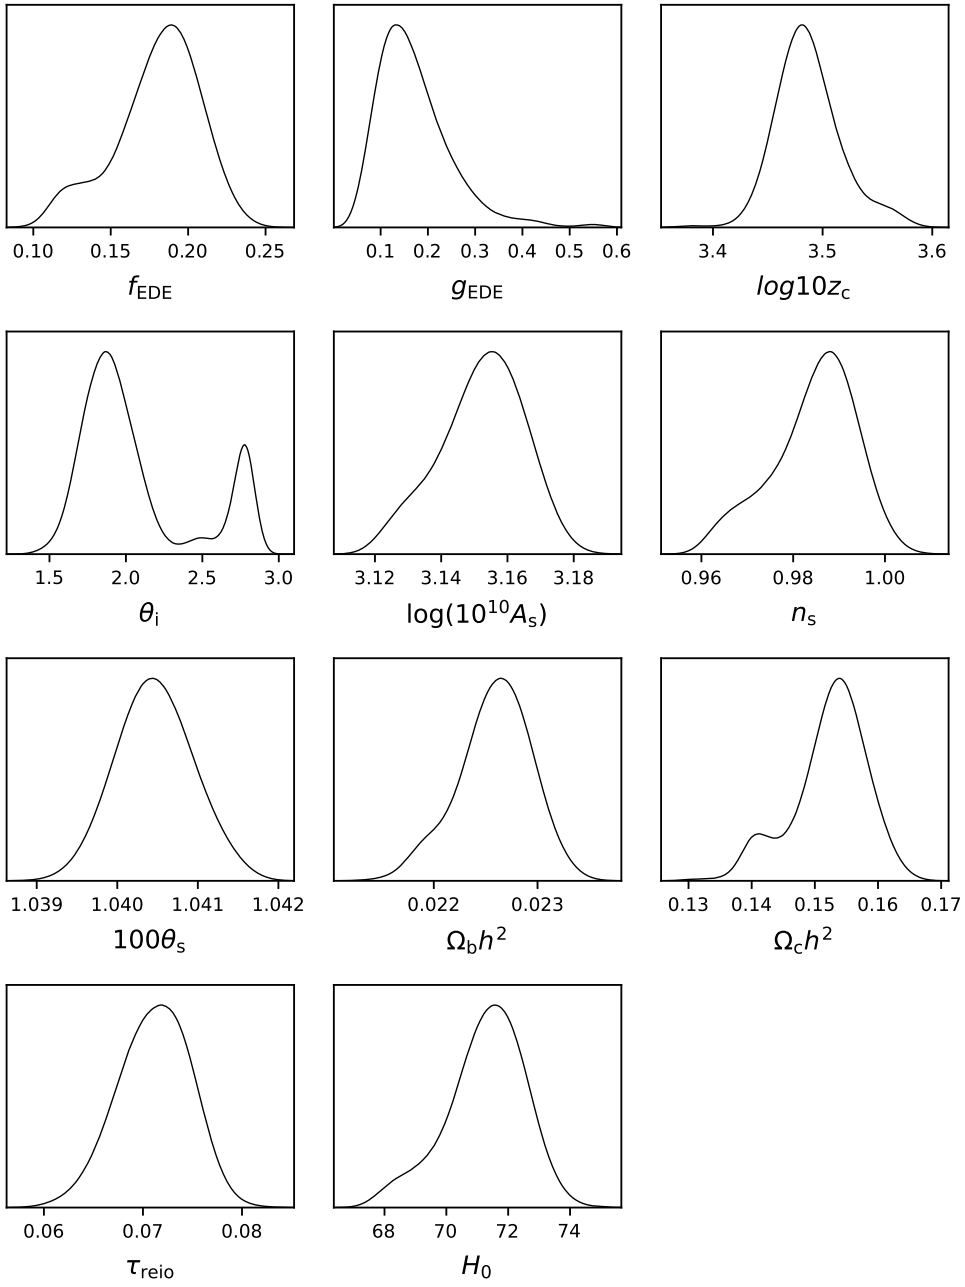 0.10 0.15 0.20 0.25
f_EDE
0.1 0.2 0.3 0.4 0.5 0.6
g_EDE
3.4 3.5 3.6
log10z_c
1.5 2.0 2.5 3.0
θ_i
3.12 3.14 3.16 3.18
log(10^10 A_s)
0.96 0.98 1.00
n_s
1.039 1.040 1.041 1.042
100θ_s
0.022 0.023
Ω_b h²
0.13 0.14 0.15 0.16 0.17
Ω_c h²
0.06 0.07 0.08
τ_reio
68 70 72 74
H_0